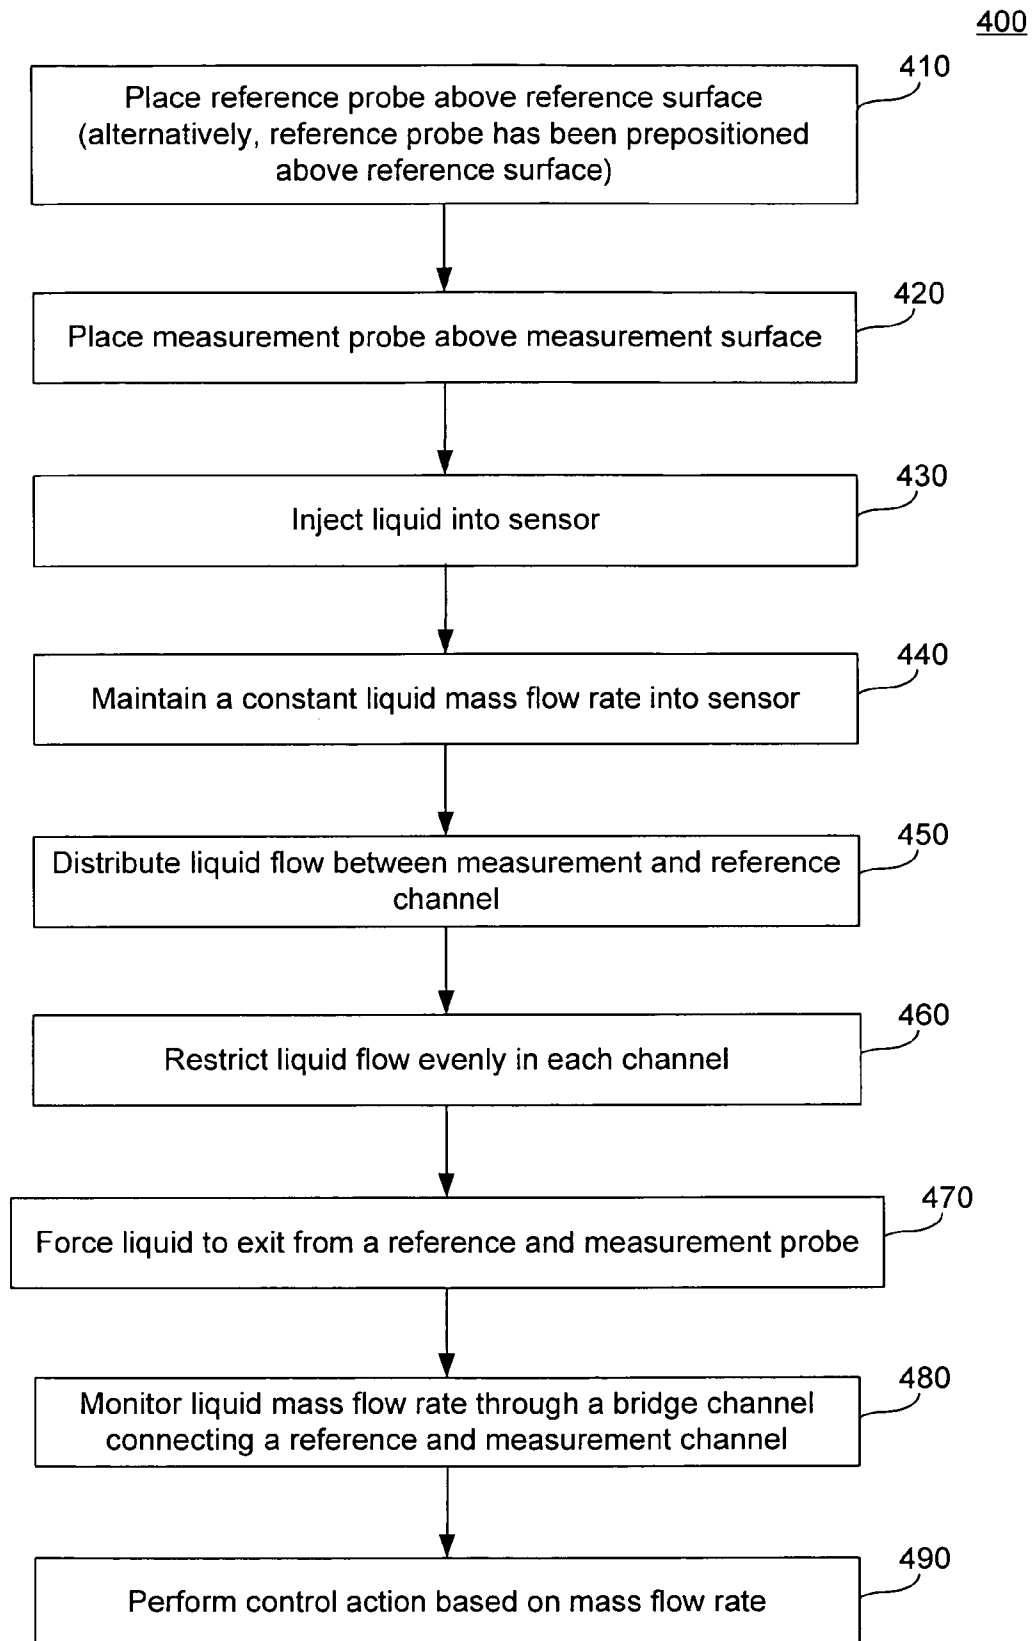 400
410
Place reference probe above reference surface
(alternatively, reference probe has been prepositioned
above reference surface)
420
Place measurement probe above measurement surface
430
Inject liquid into sensor
440
Maintain a constant liquid mass flow rate into sensor
450
Distribute liquid flow between measurement and reference
channel
460
Restrict liquid flow evenly in each channel
470
Force liquid to exit from a reference and measurement probe
480
Monitor liquid mass flow rate through a bridge channel
connecting a reference and measurement channel
490
Perform control action based on mass flow rate